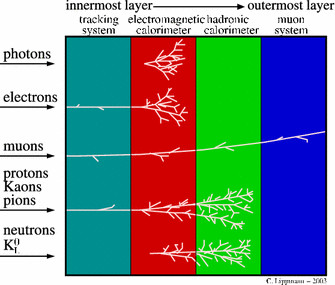 innermost layer outermost layer
tracking electromagnetic hadronic muon
system calorimeter calorimeter system
photons
electrons
muons
protons
Kaons
pions
neutrons
K⁰L
C. Lippmann - 2003